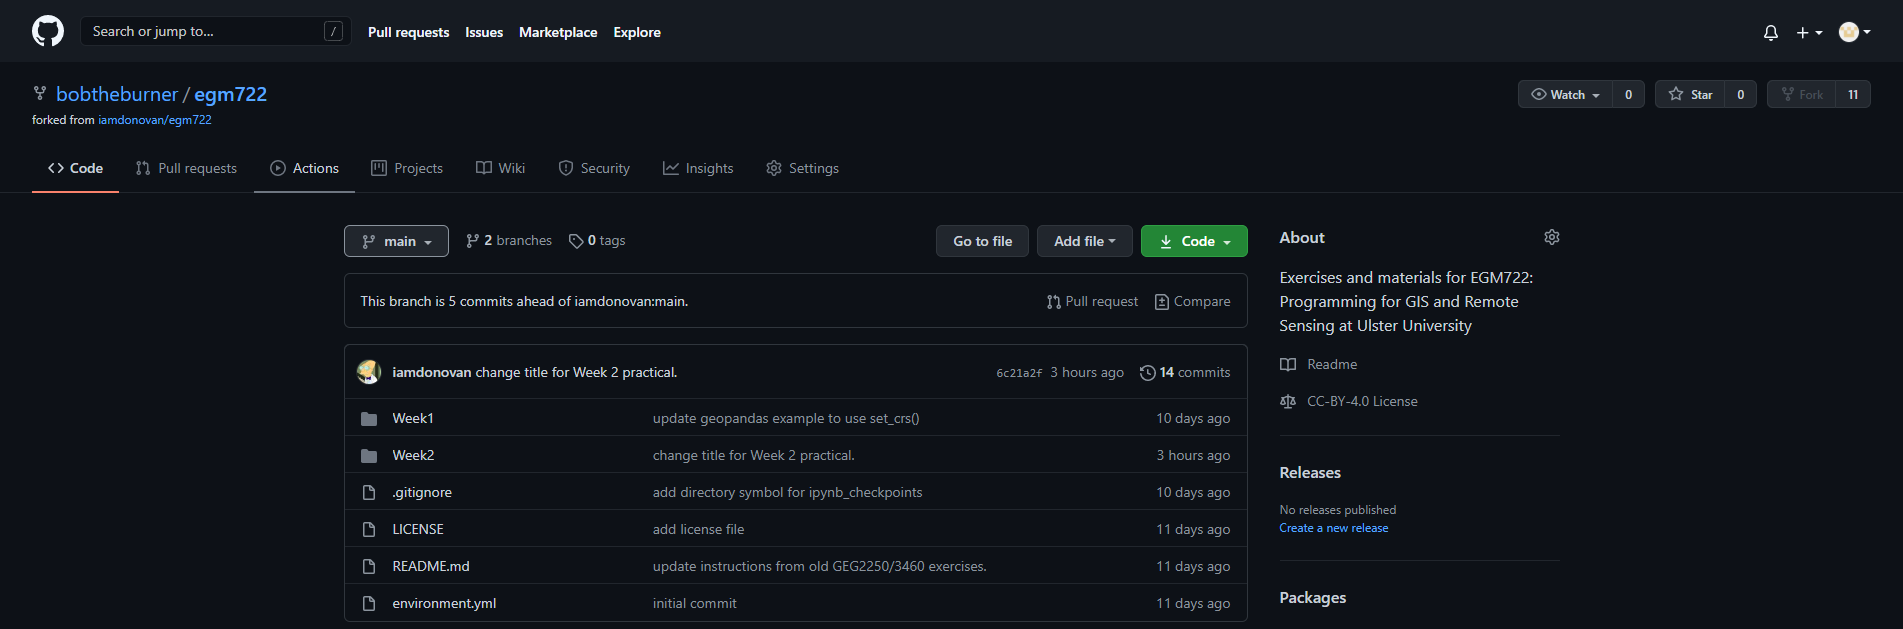 Search or jump to... /
Pull requests Issues Marketplace Explore
bobtheburner / egm722
forked from iamdonovan/egm722
Watch 0 Star 0 Fork 11
Code Pull requests Actions Projects Wiki Security Insights Settings
main 2 branches 0 tags Go to file Add file Code
This branch is 5 commits ahead of iamdonovan:main. Pull request Compare
iamdonovan change title for Week 2 practical. 6c21a2f 3 hours ago 14 commits
Week1 update geopandas example to use set_crs() 10 days ago
Week2 change title for Week 2 practical. 3 hours ago
.gitignore add directory symbol for ipynb_checkpoints 10 days ago
LICENSE add license file 11 days ago
README.md update instructions from old GEG2250/3460 exercises. 11 days ago
environment.yml initial commit 11 days ago
About
Exercises and materials for EGM722:
Programming for GIS and Remote
Sensing at Ulster University
Readme
CC-BY-4.0 License
Releases
No releases published
Create a new release
Packages